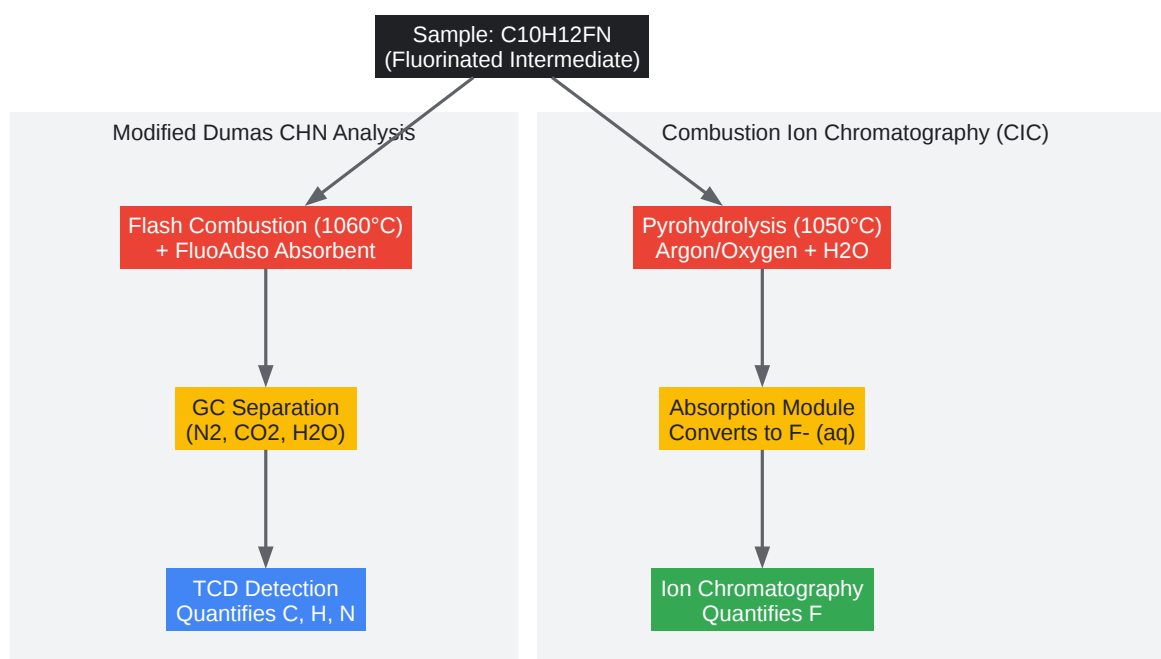 Sample: C10H12FN
(Fluorinated Intermediate)
Modified Dumas CHN Analysis
Flash Combustion (1060°C)
+ FluoAdso Absorbent
GC Separation
(N2, CO2, H2O)
TCD Detection
Quantifies C, H, N
Combustion Ion Chromatography (CIC)
Pyrohydrolysis (1050°C)
Argon/Oxygen + H2O
Absorption Module
Converts to F- (aq)
Ion Chromatography
Quantifies F